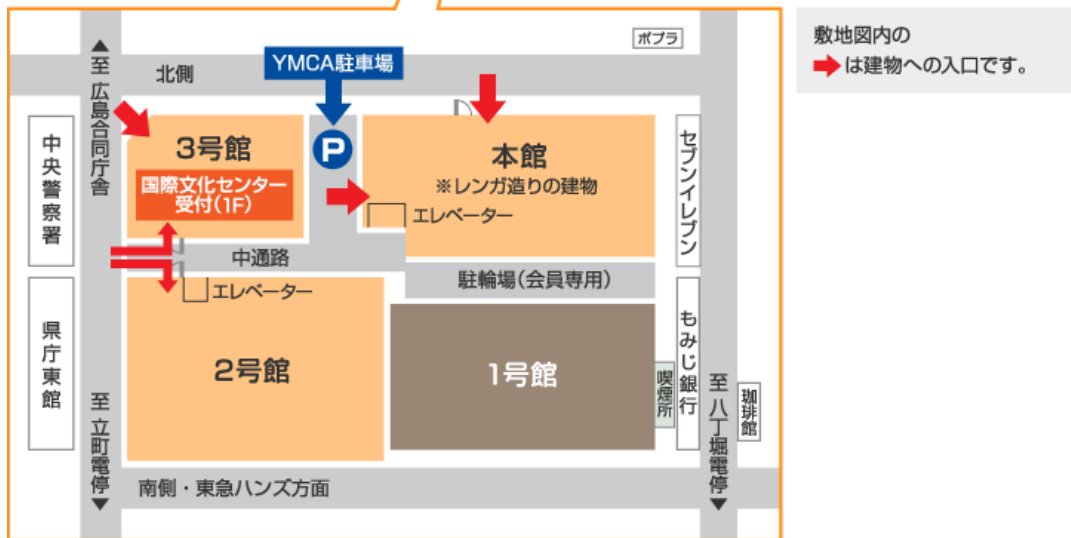 ポプラ
敷地図内の
は建物への入口です。
YMCA駐車場
北側
至 広島合同庁舎
中央警察署
3号館
国際文化センター
受付(1F)
P
本館
※レンガ造りの建物
エレベーター
セブンイレブン
中通路
駐輪場(会員専用)
エレベーター
県庁東館
2号館
1号館
喫煙所
もみじ銀行
珈琲館
至 立町電停
至 八丁堀電停
南側・東急ハンズ方面